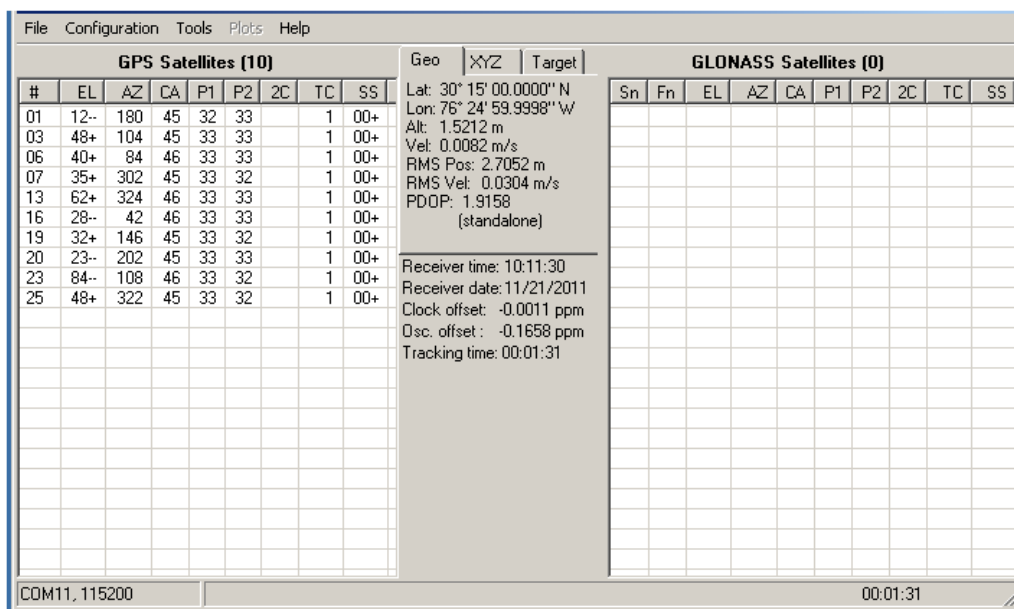 File Configuration Tools Plots Help
GPS Satellites (10)
# EL AZ CA P1 P2 2C TC SS
01 12-- 180 45 32 33 1 00+
03 48+ 104 45 33 33 1 00+
06 40+ 84 46 33 33 1 00+
07 35+ 302 45 33 32 1 00+
13 62+ 324 46 33 33 1 00+
16 28-- 42 46 33 33 1 00+
19 32+ 146 45 33 32 1 00+
20 23-- 202 45 33 33 1 00+
23 84-- 108 46 33 32 1 00+
25 48+ 322 45 33 32 1 00+
Geo XYZ Target
Lat: 30° 15' 00.0000'' N
Lon: 76° 24' 59.9998'' W
Alt: 1.5212 m
Vel: 0.0082 m/s
RMS Pos: 2.7052 m
RMS Vel: 0.0304 m/s
PDOP: 1.9158
(standalone)
Receiver time: 10:11:30
Receiver date: 11/21/2011
Clock offset: -0.0011 ppm
Osc. offset : -0.1658 ppm
Tracking time: 00:01:31
GLONASS Satellites (0)
Sn Fn EL AZ CA P1 P2 2C TC SS
COM11, 115200 00:01:31